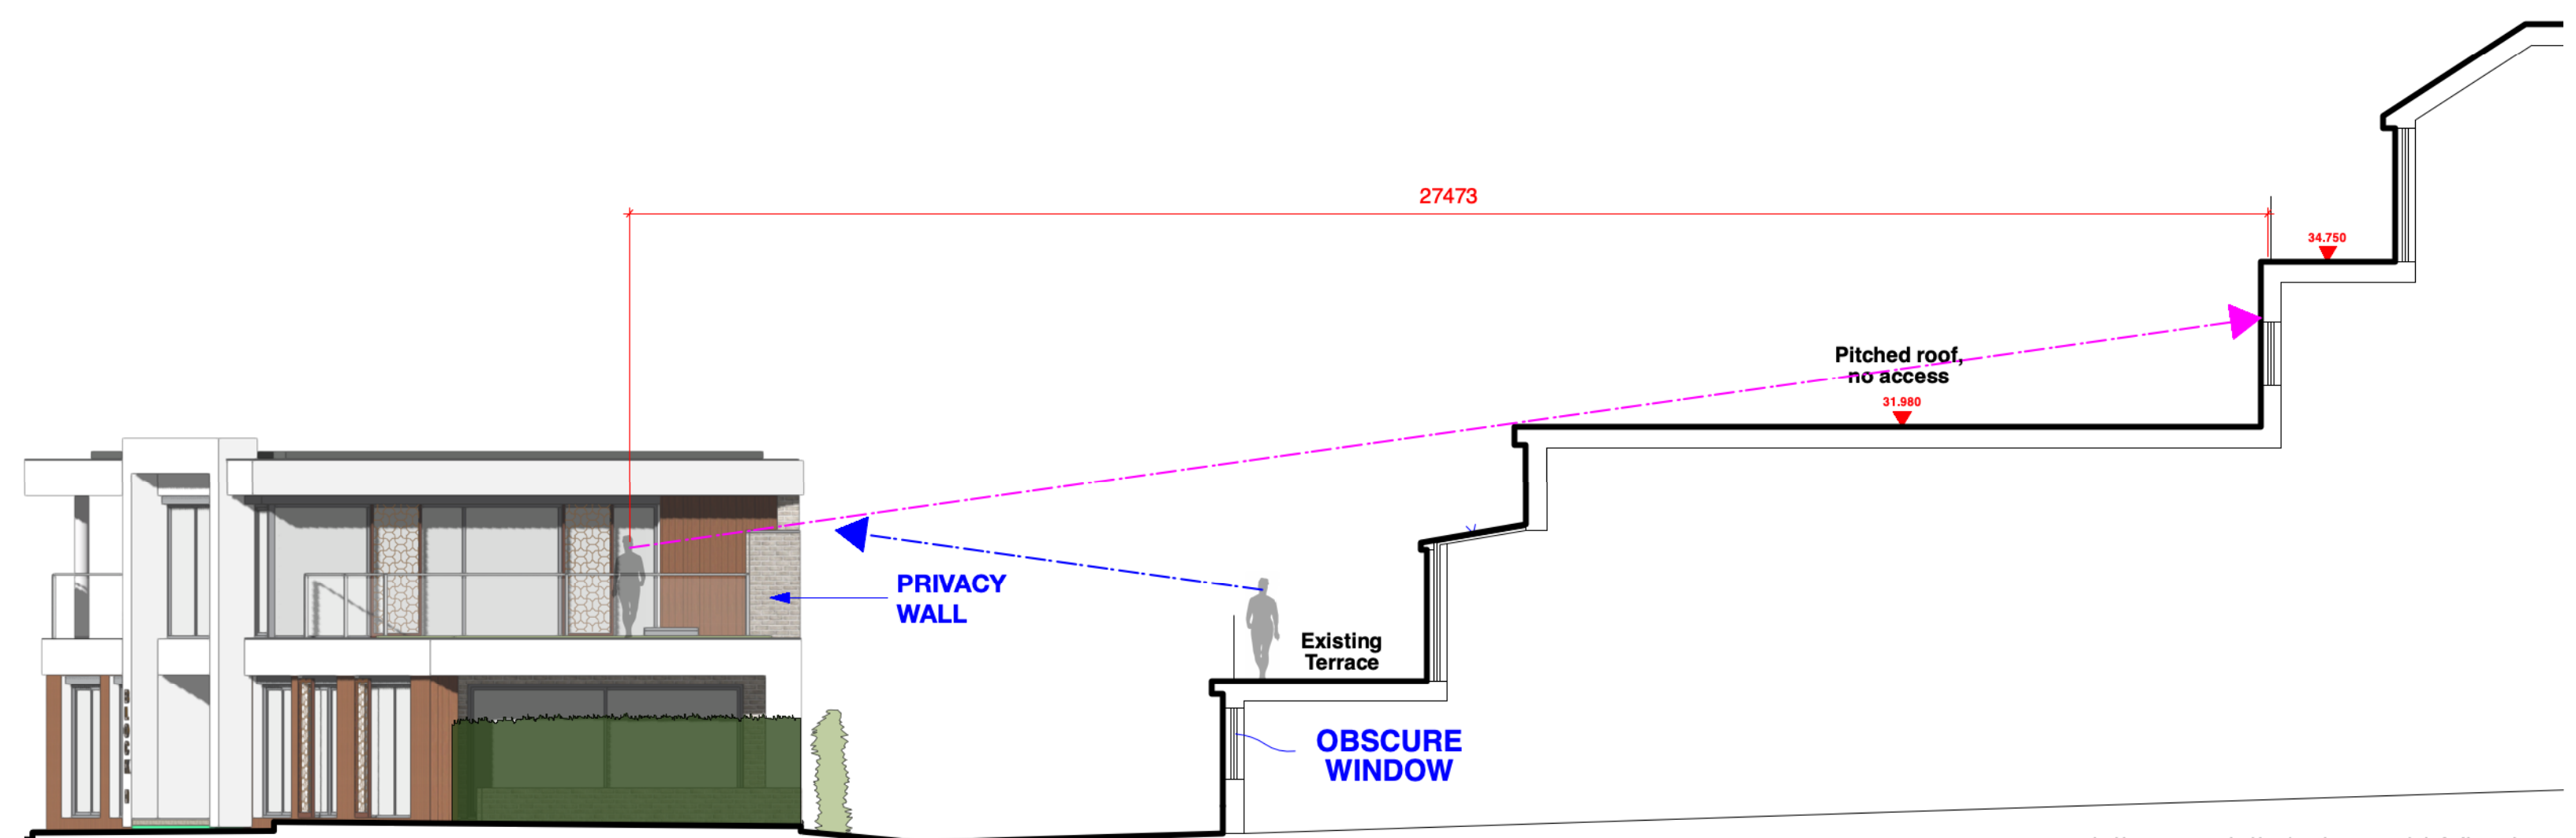 27473
34.750
Pitched roof,
no access
31.980
PRIVACY
WALL
Existing
Terrace
OBSCURE
WINDOW